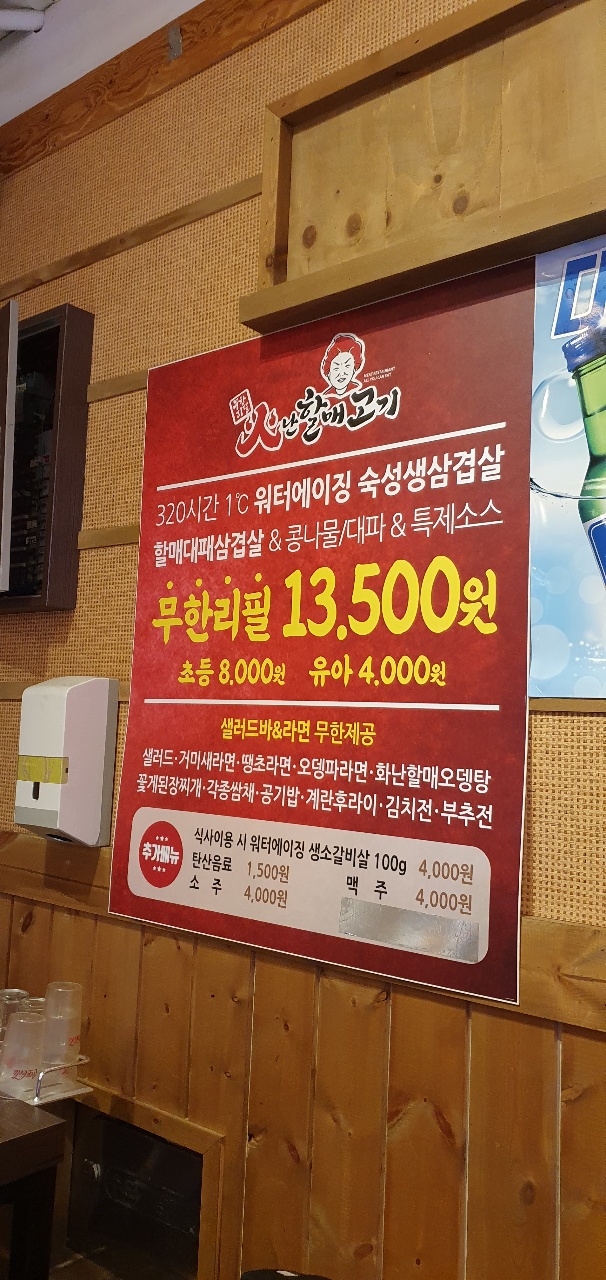 화난할매고기
320시간 1℃ 워터에이징 숙성생삼겹살
할매대패삼겹살 & 콩나물/대파 & 특제소스
무한리필 13,500원
초등 8,000원 유아 4,000원
샐러드바&라면 무한제공
샐러드·거미새라면·땡초라면·오뎅파라면·화난할매오뎅탕
꽃게된장찌개·각종쌈채·공기밥·계란후라이·김치전·부추전
추가메뉴
식사이용 시 워터에이징 생소갈비살 100g 4,000원
탄산음료 1,500원
소 주 4,000원 맥 주 4,000원